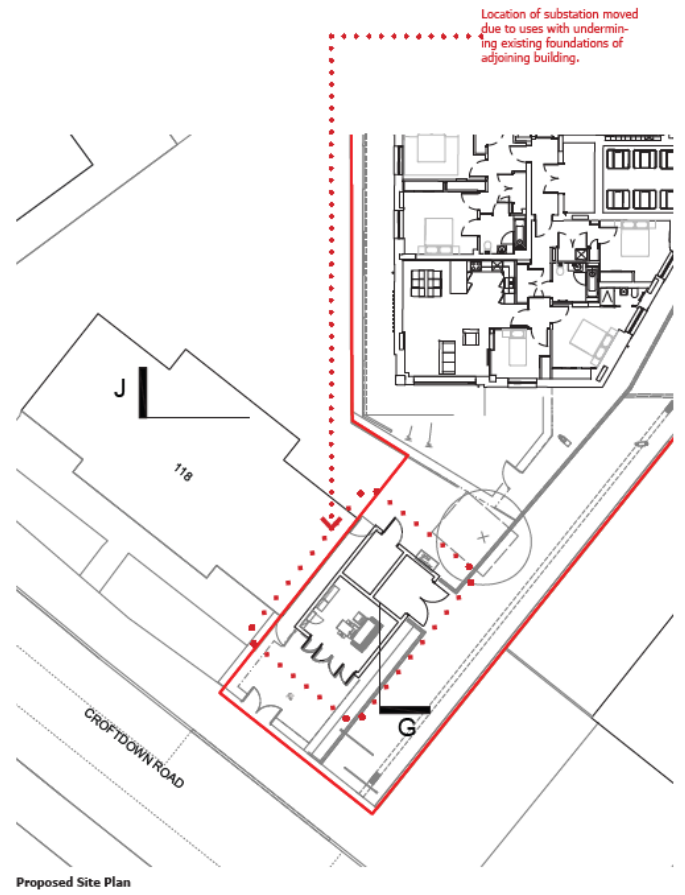 Location of substation moved
due to uses with undermin-
ing existing foundations of
adjoining building.
J
118
G
CROFTDOWN ROAD
Proposed Site Plan